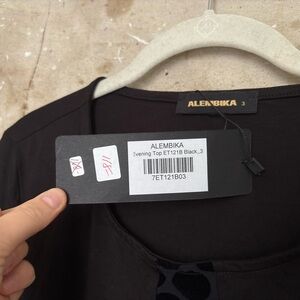 ALEMBIKA 3
ALEMBIKA
Evening Top ET121B Black_3
7ET121B03